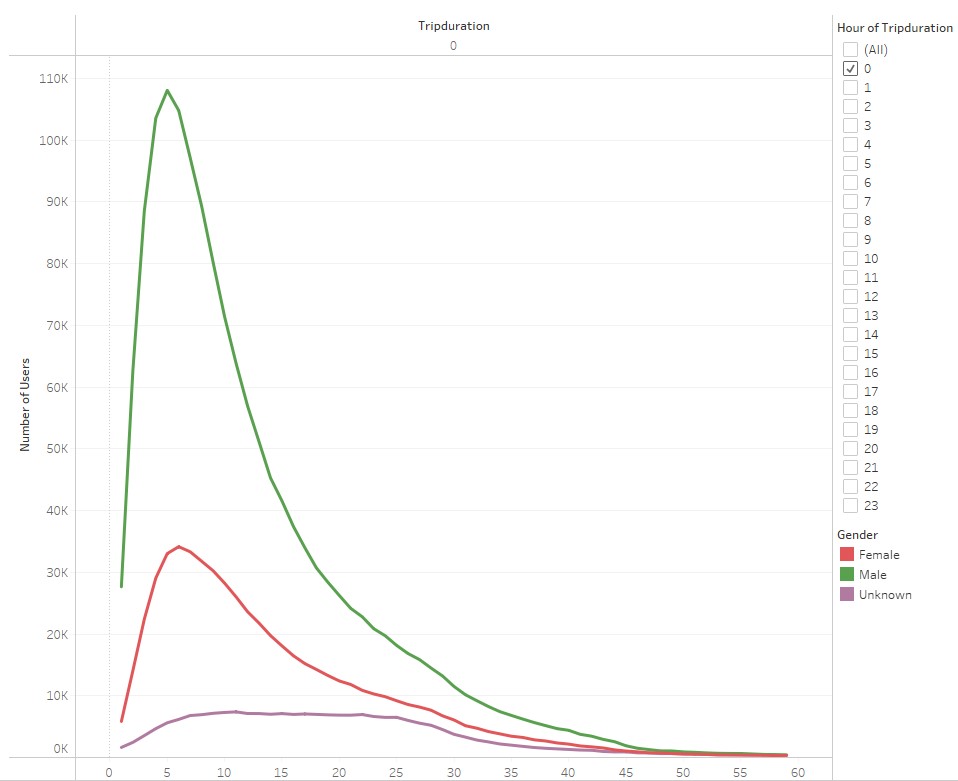 Tripduration
0
110K
100K
90K
80K
70K
60K
50K
40K
30K
20K
10K
0K
Number of Users
0 5 10 15 20 25 30 35 40 45 50 55 60
Hour of Tripduration
(All)
0
1
2
3
4
5
6
7
8
9
10
11
12
13
14
15
16
17
18
19
20
21
22
23
Gender
Female
Male
Unknown